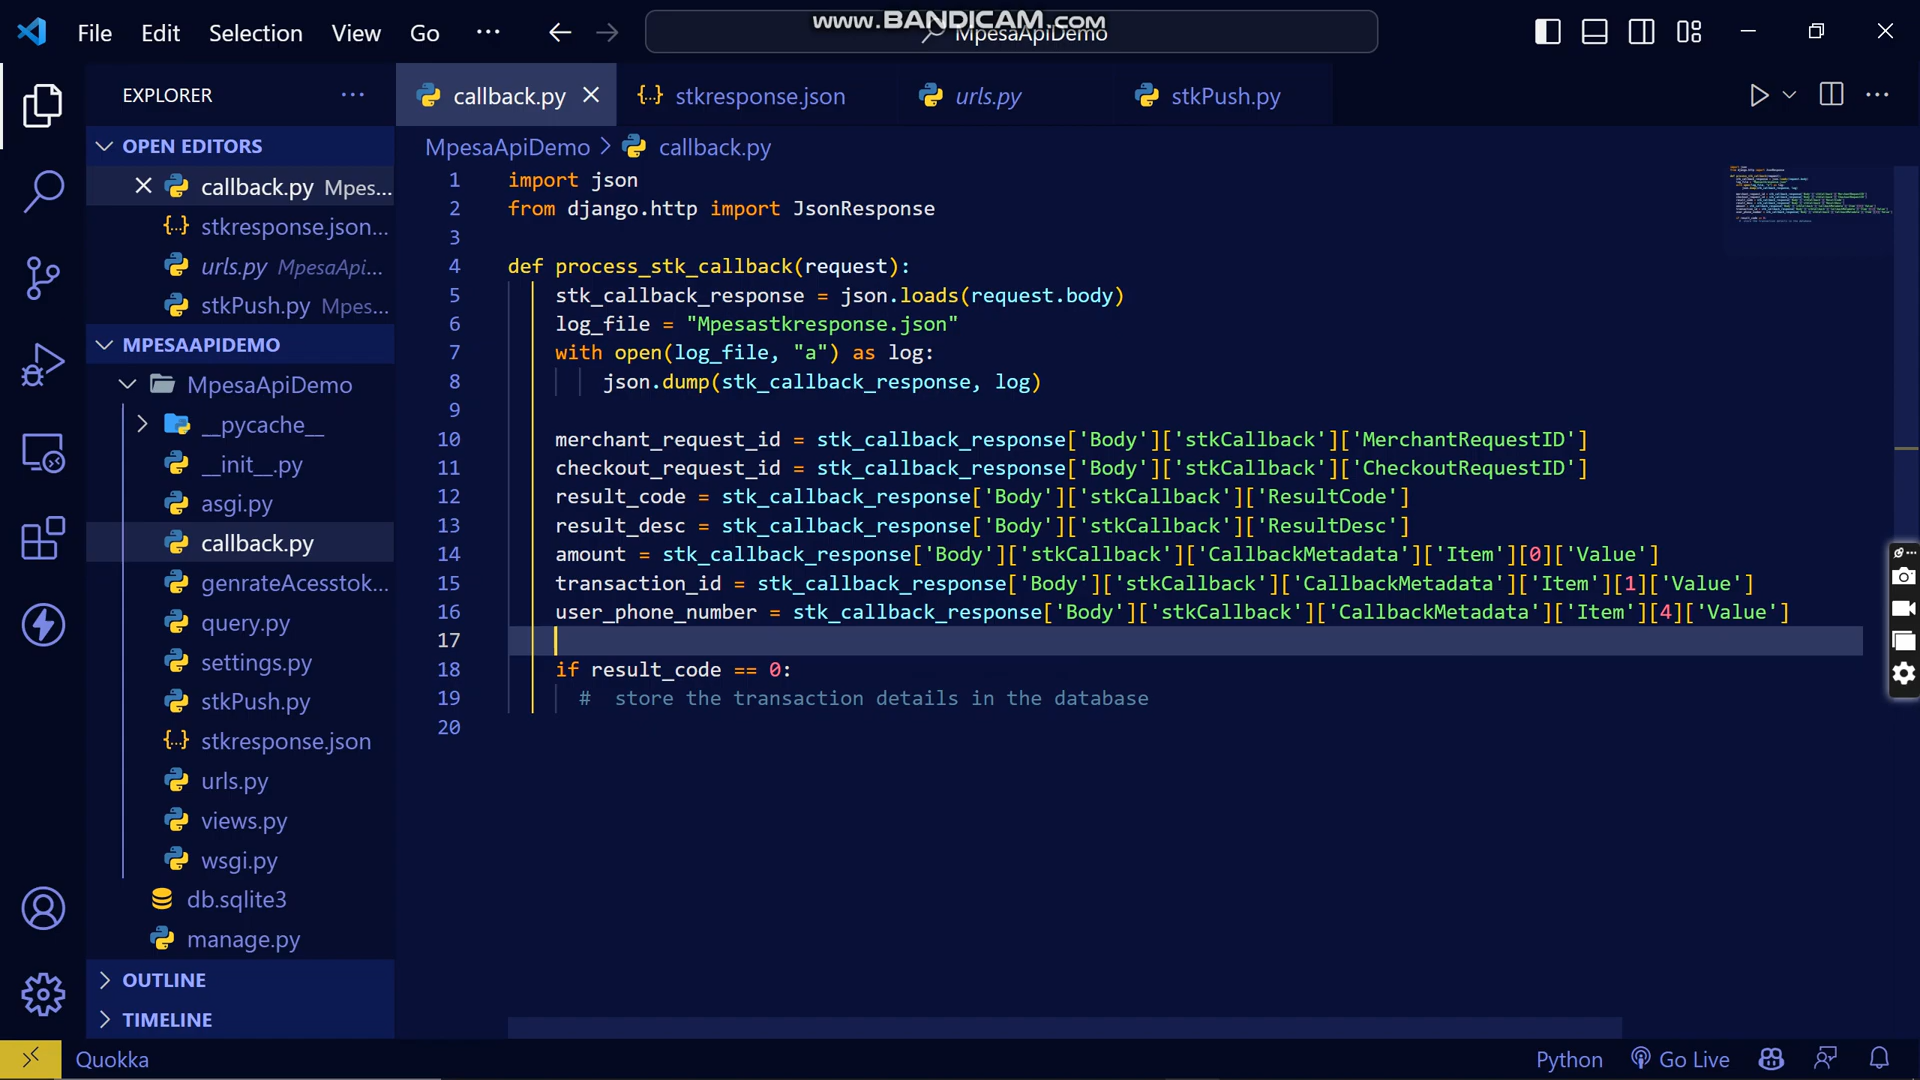 File Edit Selection View Go ...
www.BANDICAM.com
MpesaApiDemo
EXPLORER
callback.py
stkresponse.json
urls.py
stkPush.py
OPEN EDITORS
callback.py Mpes...
stkresponse.json...
urls.py MpesaApi...
stkPush.py Mpes...
MPESAAPIDEMO
MpesaApiDemo
__pycache__
__init__.py
asgi.py
callback.py
genrateAcesstok...
query.py
settings.py
stkPush.py
stkresponse.json
urls.py
views.py
wsgi.py
db.sqlite3
manage.py
OUTLINE
TIMELINE
MpesaApiDemo > callback.py
1 import json
2 from django.http import JsonResponse
3
4 def process_stk_callback(request):
5 stk_callback_response = json.loads(request.body)
6 log_file = "Mpesastkresponse.json"
7 with open(log_file, "a") as log:
8 json.dump(stk_callback_response, log)
9
10 merchant_request_id = stk_callback_response['Body']['stkCallback']['MerchantRequestID']
11 checkout_request_id = stk_callback_response['Body']['stkCallback']['CheckoutRequestID']
12 result_code = stk_callback_response['Body']['stkCallback']['ResultCode']
13 result_desc = stk_callback_response['Body']['stkCallback']['ResultDesc']
14 amount = stk_callback_response['Body']['stkCallback']['CallbackMetadata']['Item'][0]['Value']
15 transaction_id = stk_callback_response['Body']['stkCallback']['CallbackMetadata']['Item'][1]['Value']
16 user_phone_number = stk_callback_response['Body']['stkCallback']['CallbackMetadata']['Item'][4]['Value']
17
18 if result_code == 0:
19 # store the transaction details in the database
20
Quokka
Python
Go Live